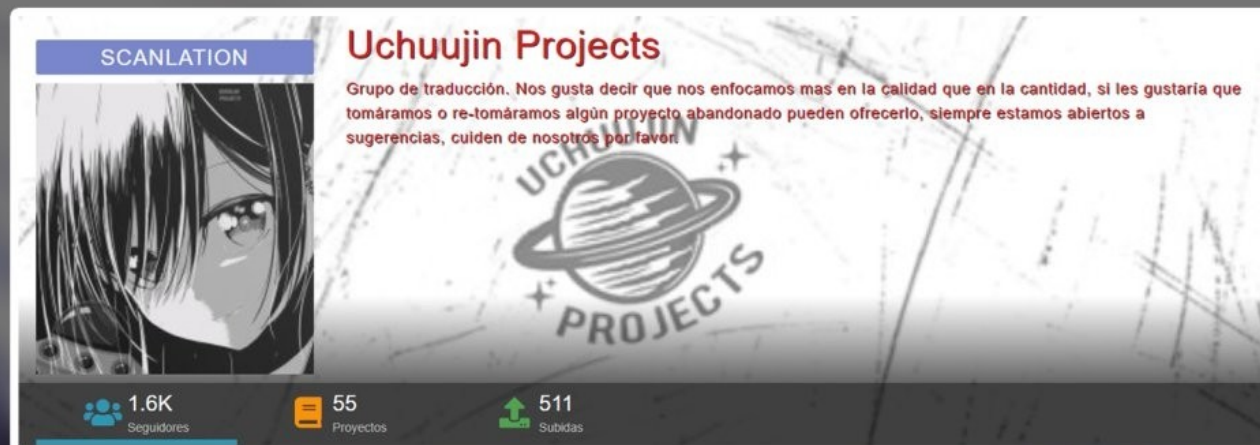 SCANLATION
Uchuujin Projects
Grupo de traducción. Nos gusta decir que nos enfocamos mas en la calidad que en la cantidad, si les gustaría que
tomáramos o re-tomáramos algún proyecto abandonado pueden ofrecerlo, siempre estamos abiertos a
sugerencias, cuiden de nosotros por favor.
UCHUUJIN
PROJECTS
1.6K
Seguidores
55
Proyectos
511
Subidas